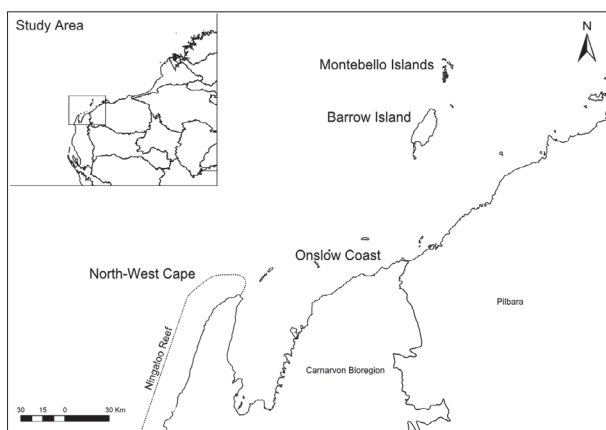 Study Area
N
Montebello Islands
Barrow Island
Onslow Coast
North-West Cape
Ningaloo Reef
Pilbara
Carnarvon Bioregion
30 15 0 30 Km